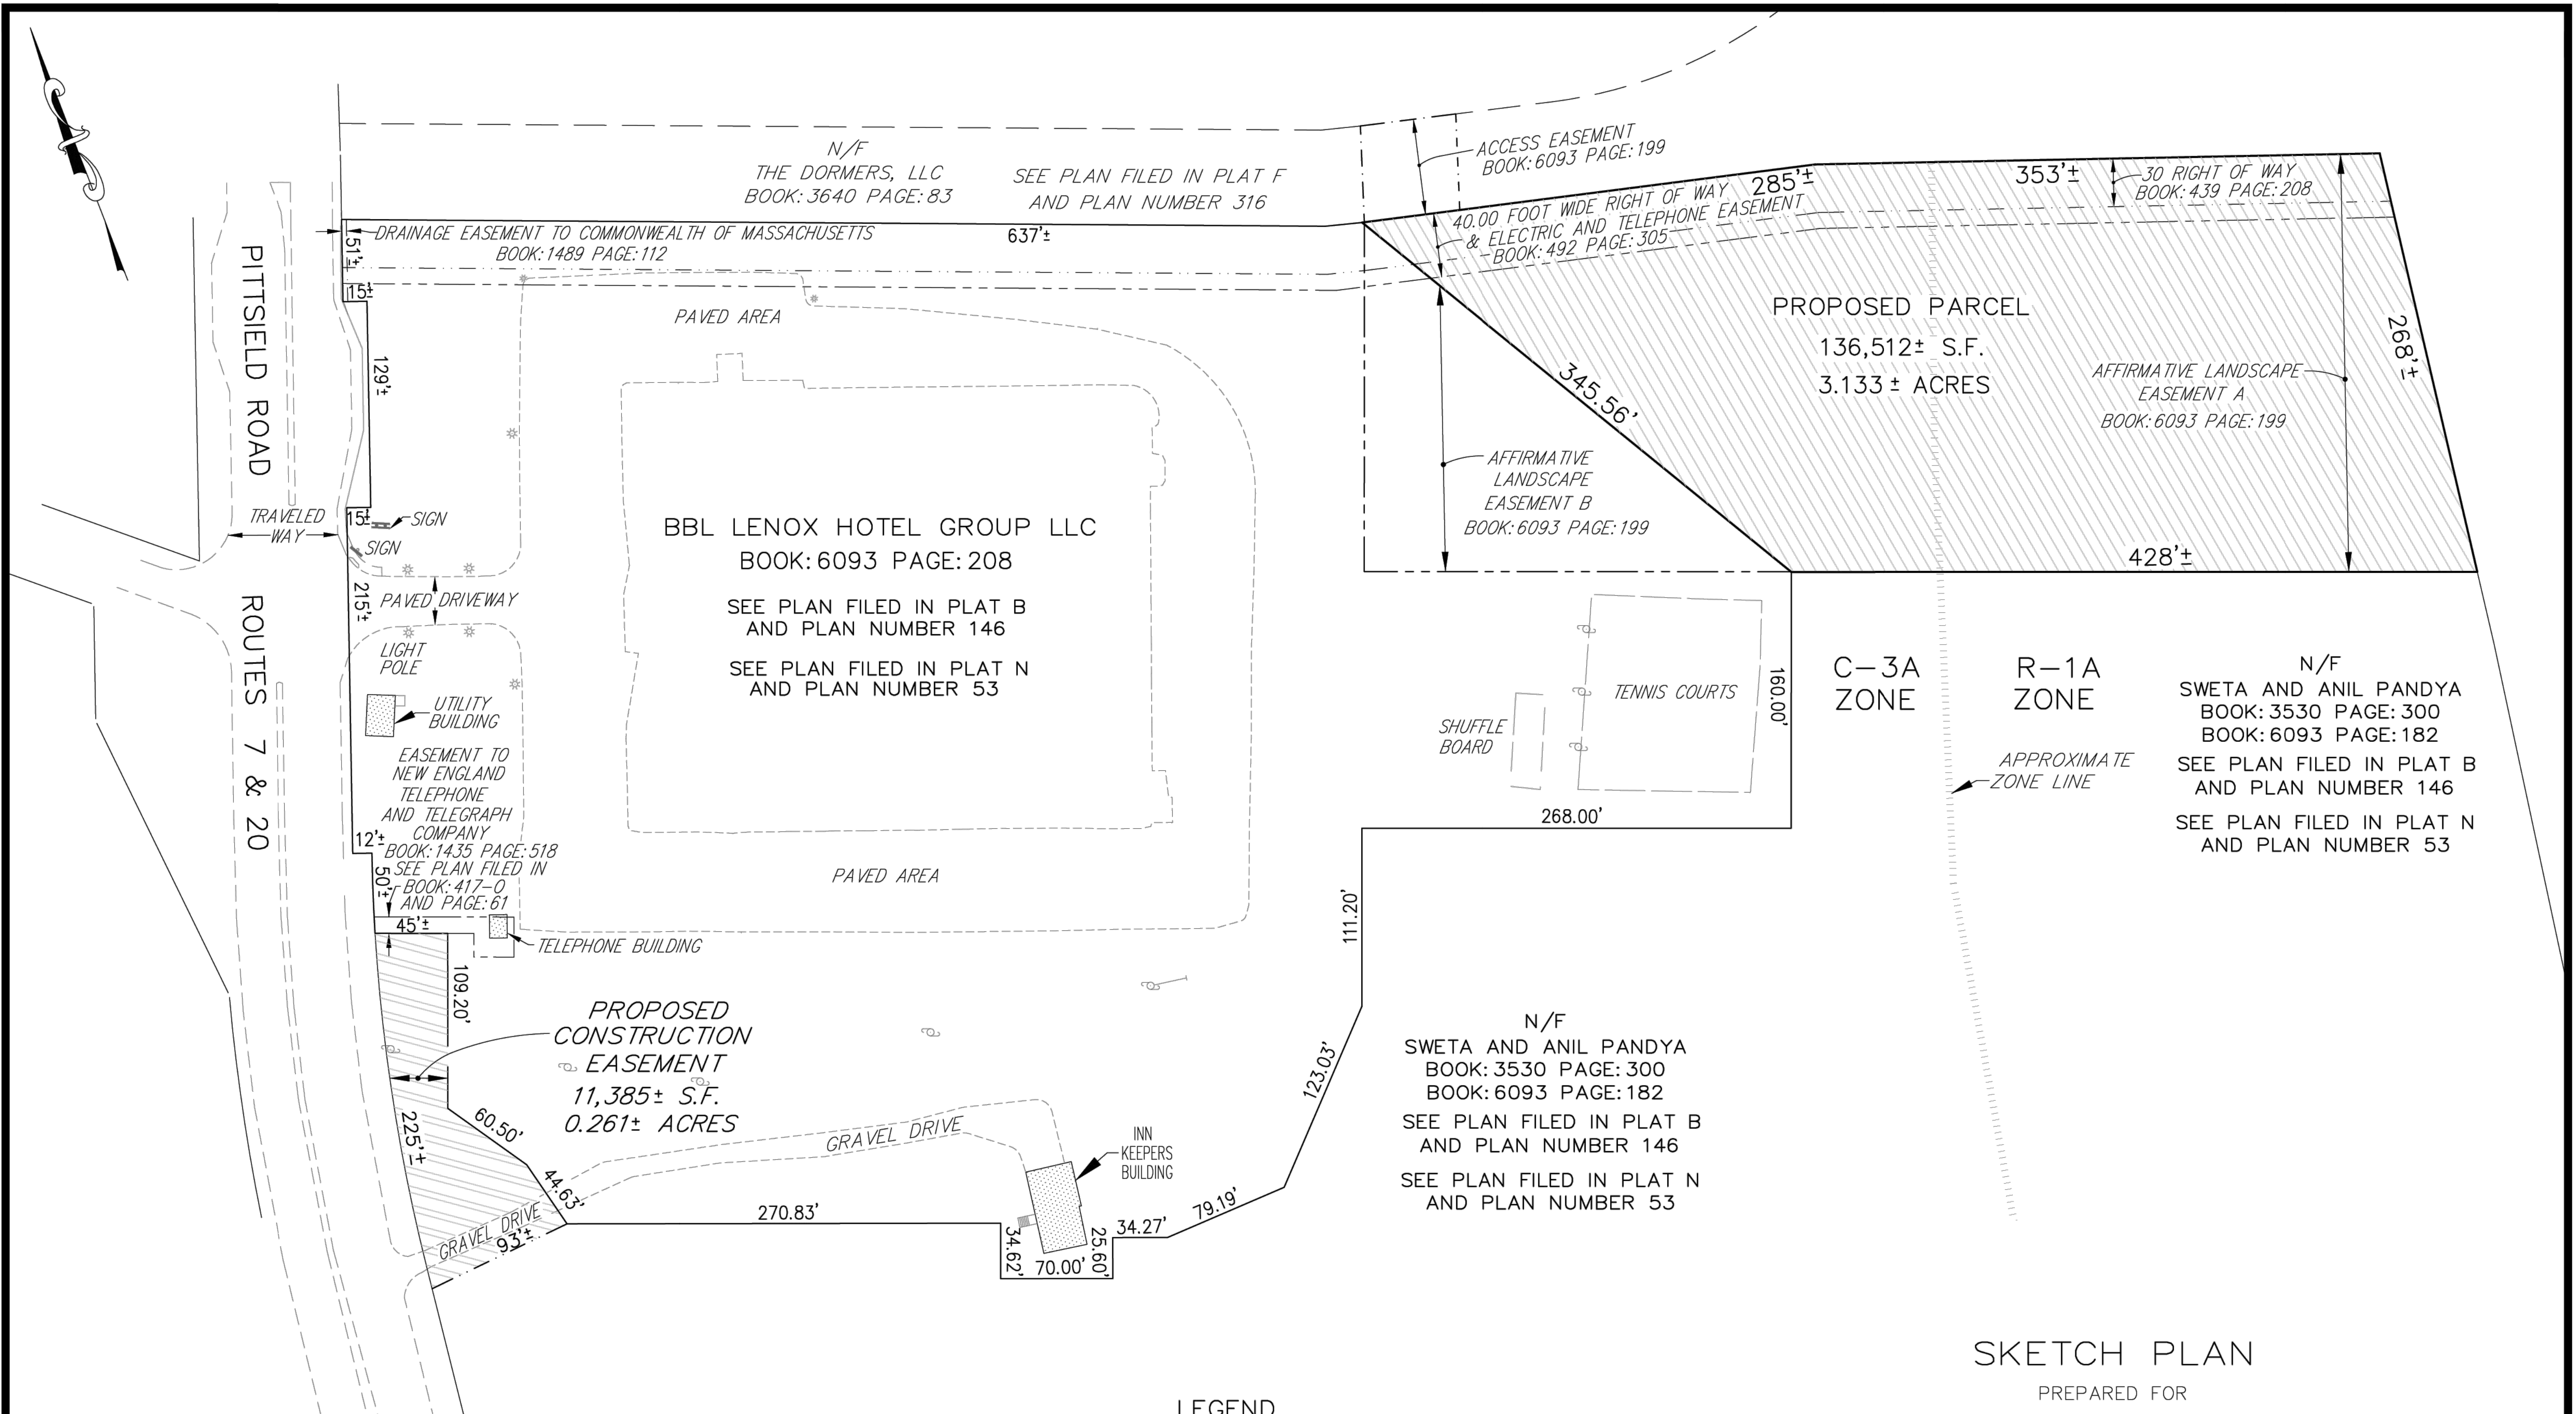 N/F
THE DORMERS, LLC
BOOK: 3640 PAGE: 83
SEE PLAN FILED IN PLAT F
AND PLAN NUMBER 316
ACCESS EASEMENT
BOOK: 6093 PAGE: 199
285'±
353'±
30 RIGHT OF WAY
BOOK: 439 PAGE: 208
40.00 FOOT WIDE RIGHT OF WAY
& ELECTRIC AND TELEPHONE EASEMENT
BOOK: 492 PAGE: 305
DRAINAGE EASEMENT TO COMMONWEALTH OF MASSACHUSETTS
BOOK: 1489 PAGE: 112
637'±
51'±
15'±
129'±
15'±
PITTSIELD ROAD
ROUTES 7 & 20
TRAVELED
WAY
SIGN
SIGN
215'±
PAVED DRIVEWAY
LIGHT
POLE
UTILITY
BUILDING
PAVED AREA
BBL LENOX HOTEL GROUP LLC
BOOK: 6093 PAGE: 208
SEE PLAN FILED IN PLAT B
AND PLAN NUMBER 146
SEE PLAN FILED IN PLAT N
AND PLAN NUMBER 53
PAVED AREA
PROPOSED PARCEL
136,512± S.F.
3.133 ± ACRES
345.56'
268'±
AFFIRMATIVE LANDSCAPE
EASEMENT A
BOOK: 6093 PAGE: 199
AFFIRMATIVE
LANDSCAPE
EASEMENT B
BOOK: 6093 PAGE: 199
428'±
TENNIS COURTS
SHUFFLE
BOARD
160.00'
268.00'
C-3A
ZONE
R-1A
ZONE
APPROXIMATE
ZONE LINE
N/F
SWETA AND ANIL PANDYA
BOOK: 3530 PAGE: 300
BOOK: 6093 PAGE: 182
SEE PLAN FILED IN PLAT B
AND PLAN NUMBER 146
SEE PLAN FILED IN PLAT N
AND PLAN NUMBER 53
EASEMENT TO
NEW ENGLAND
TELEPHONE
AND TELEGRAPH
COMPANY
BOOK: 1435 PAGE: 518
SEE PLAN FILED IN
BOOK: 417-0
AND PAGE: 61
12'±
50'±
45'±
TELEPHONE BUILDING
109.20'
PROPOSED
CONSTRUCTION
EASEMENT
11,385± S.F.
0.261± ACRES
225'±
60.50'
44.63'
GRAVEL DRIVE
93'±
GRAVEL DRIVE
270.83'
INN
KEEPERS
BUILDING
34.62'
70.00'
25.60'
34.27'
79.19'
123.03'
111.20'
N/F
SWETA AND ANIL PANDYA
BOOK: 3530 PAGE: 300
BOOK: 6093 PAGE: 182
SEE PLAN FILED IN PLAT B
AND PLAN NUMBER 146
SEE PLAN FILED IN PLAT N
AND PLAN NUMBER 53
SKETCH PLAN
PREPARED FOR
LEGEND